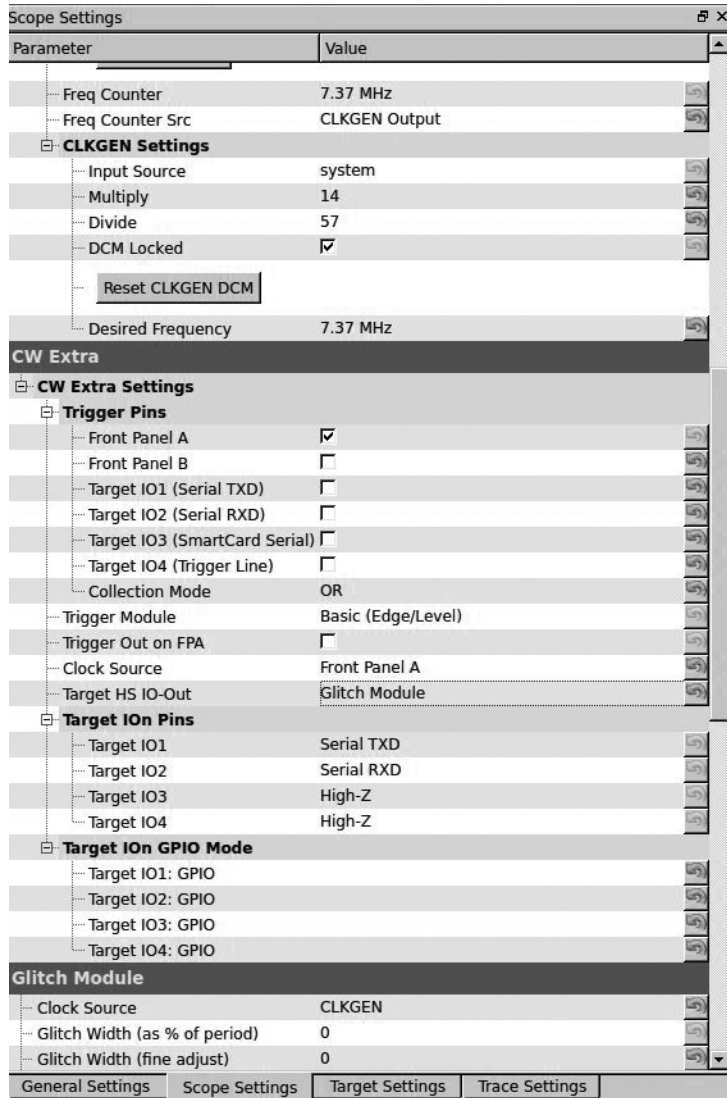 Scope Settings
Parameter Value
Freq Counter 7.37 MHz
Freq Counter Src CLKGEN Output
CLKGEN Settings
Input Source system
Multiply 14
Divide 57
DCM Locked
Reset CLKGEN DCM
Desired Frequency 7.37 MHz
CW Extra
CW Extra Settings
Trigger Pins
Front Panel A
Front Panel B
Target IO1 (Serial TXD)
Target IO2 (Serial RXD)
Target IO3 (SmartCard Serial)
Target IO4 (Trigger Line)
Collection Mode OR
Trigger Module Basic (Edge/Level)
Trigger Out on FPA
Clock Source Front Panel A
Target HS IO-Out Glitch Module
Target IOn Pins
Target IO1 Serial TXD
Target IO2 Serial RXD
Target IO3 High-Z
Target IO4 High-Z
Target IOn GPIO Mode
Target IO1: GPIO
Target IO2: GPIO
Target IO3: GPIO
Target IO4: GPIO
Glitch Module
Clock Source CLKGEN
Glitch Width (as % of period) 0
Glitch Width (fine adjust) 0
General Settings Scope Settings Target Settings Trace Settings